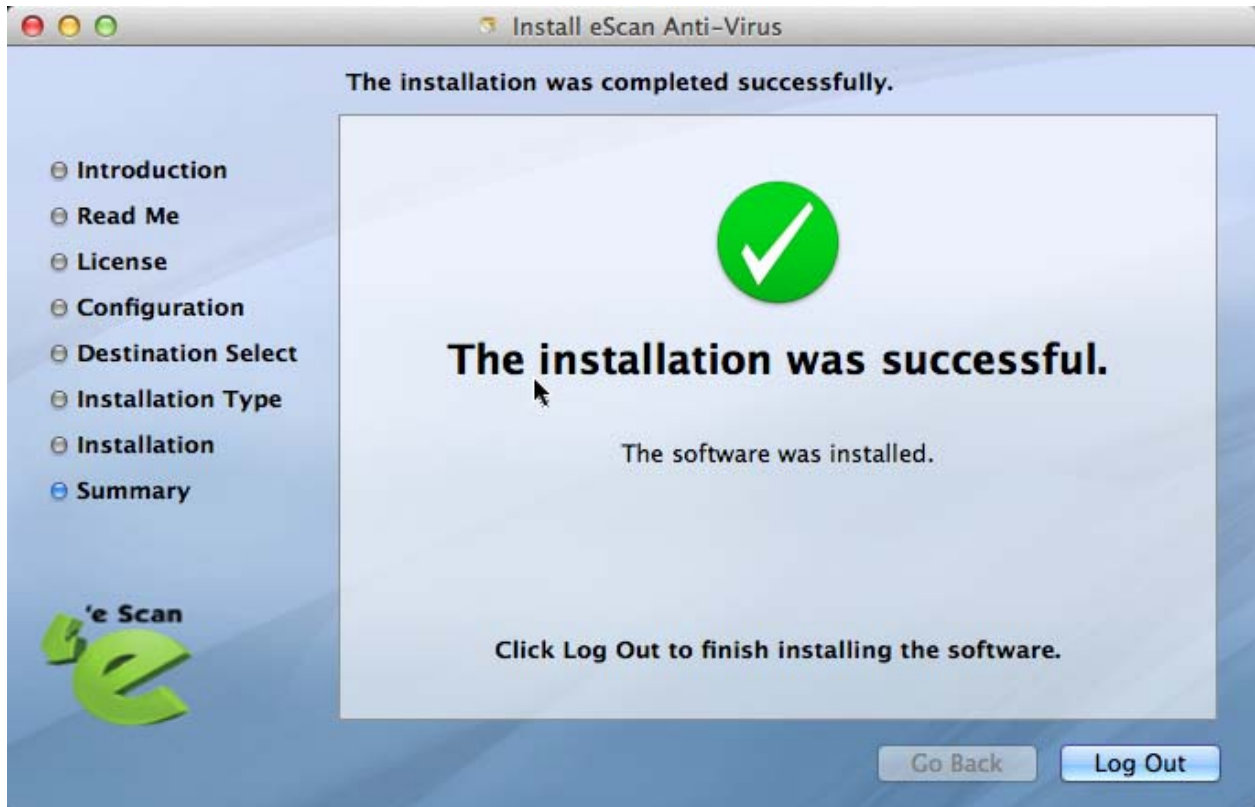 Install eScan Anti-Virus
The installation was completed successfully.
Introduction
Read Me
License
Configuration
Destination Select
Installation Type
Installation
Summary
The installation was successful.
The software was installed.
Click Log Out to finish installing the software.
'e Scan
e
Go Back
Log Out